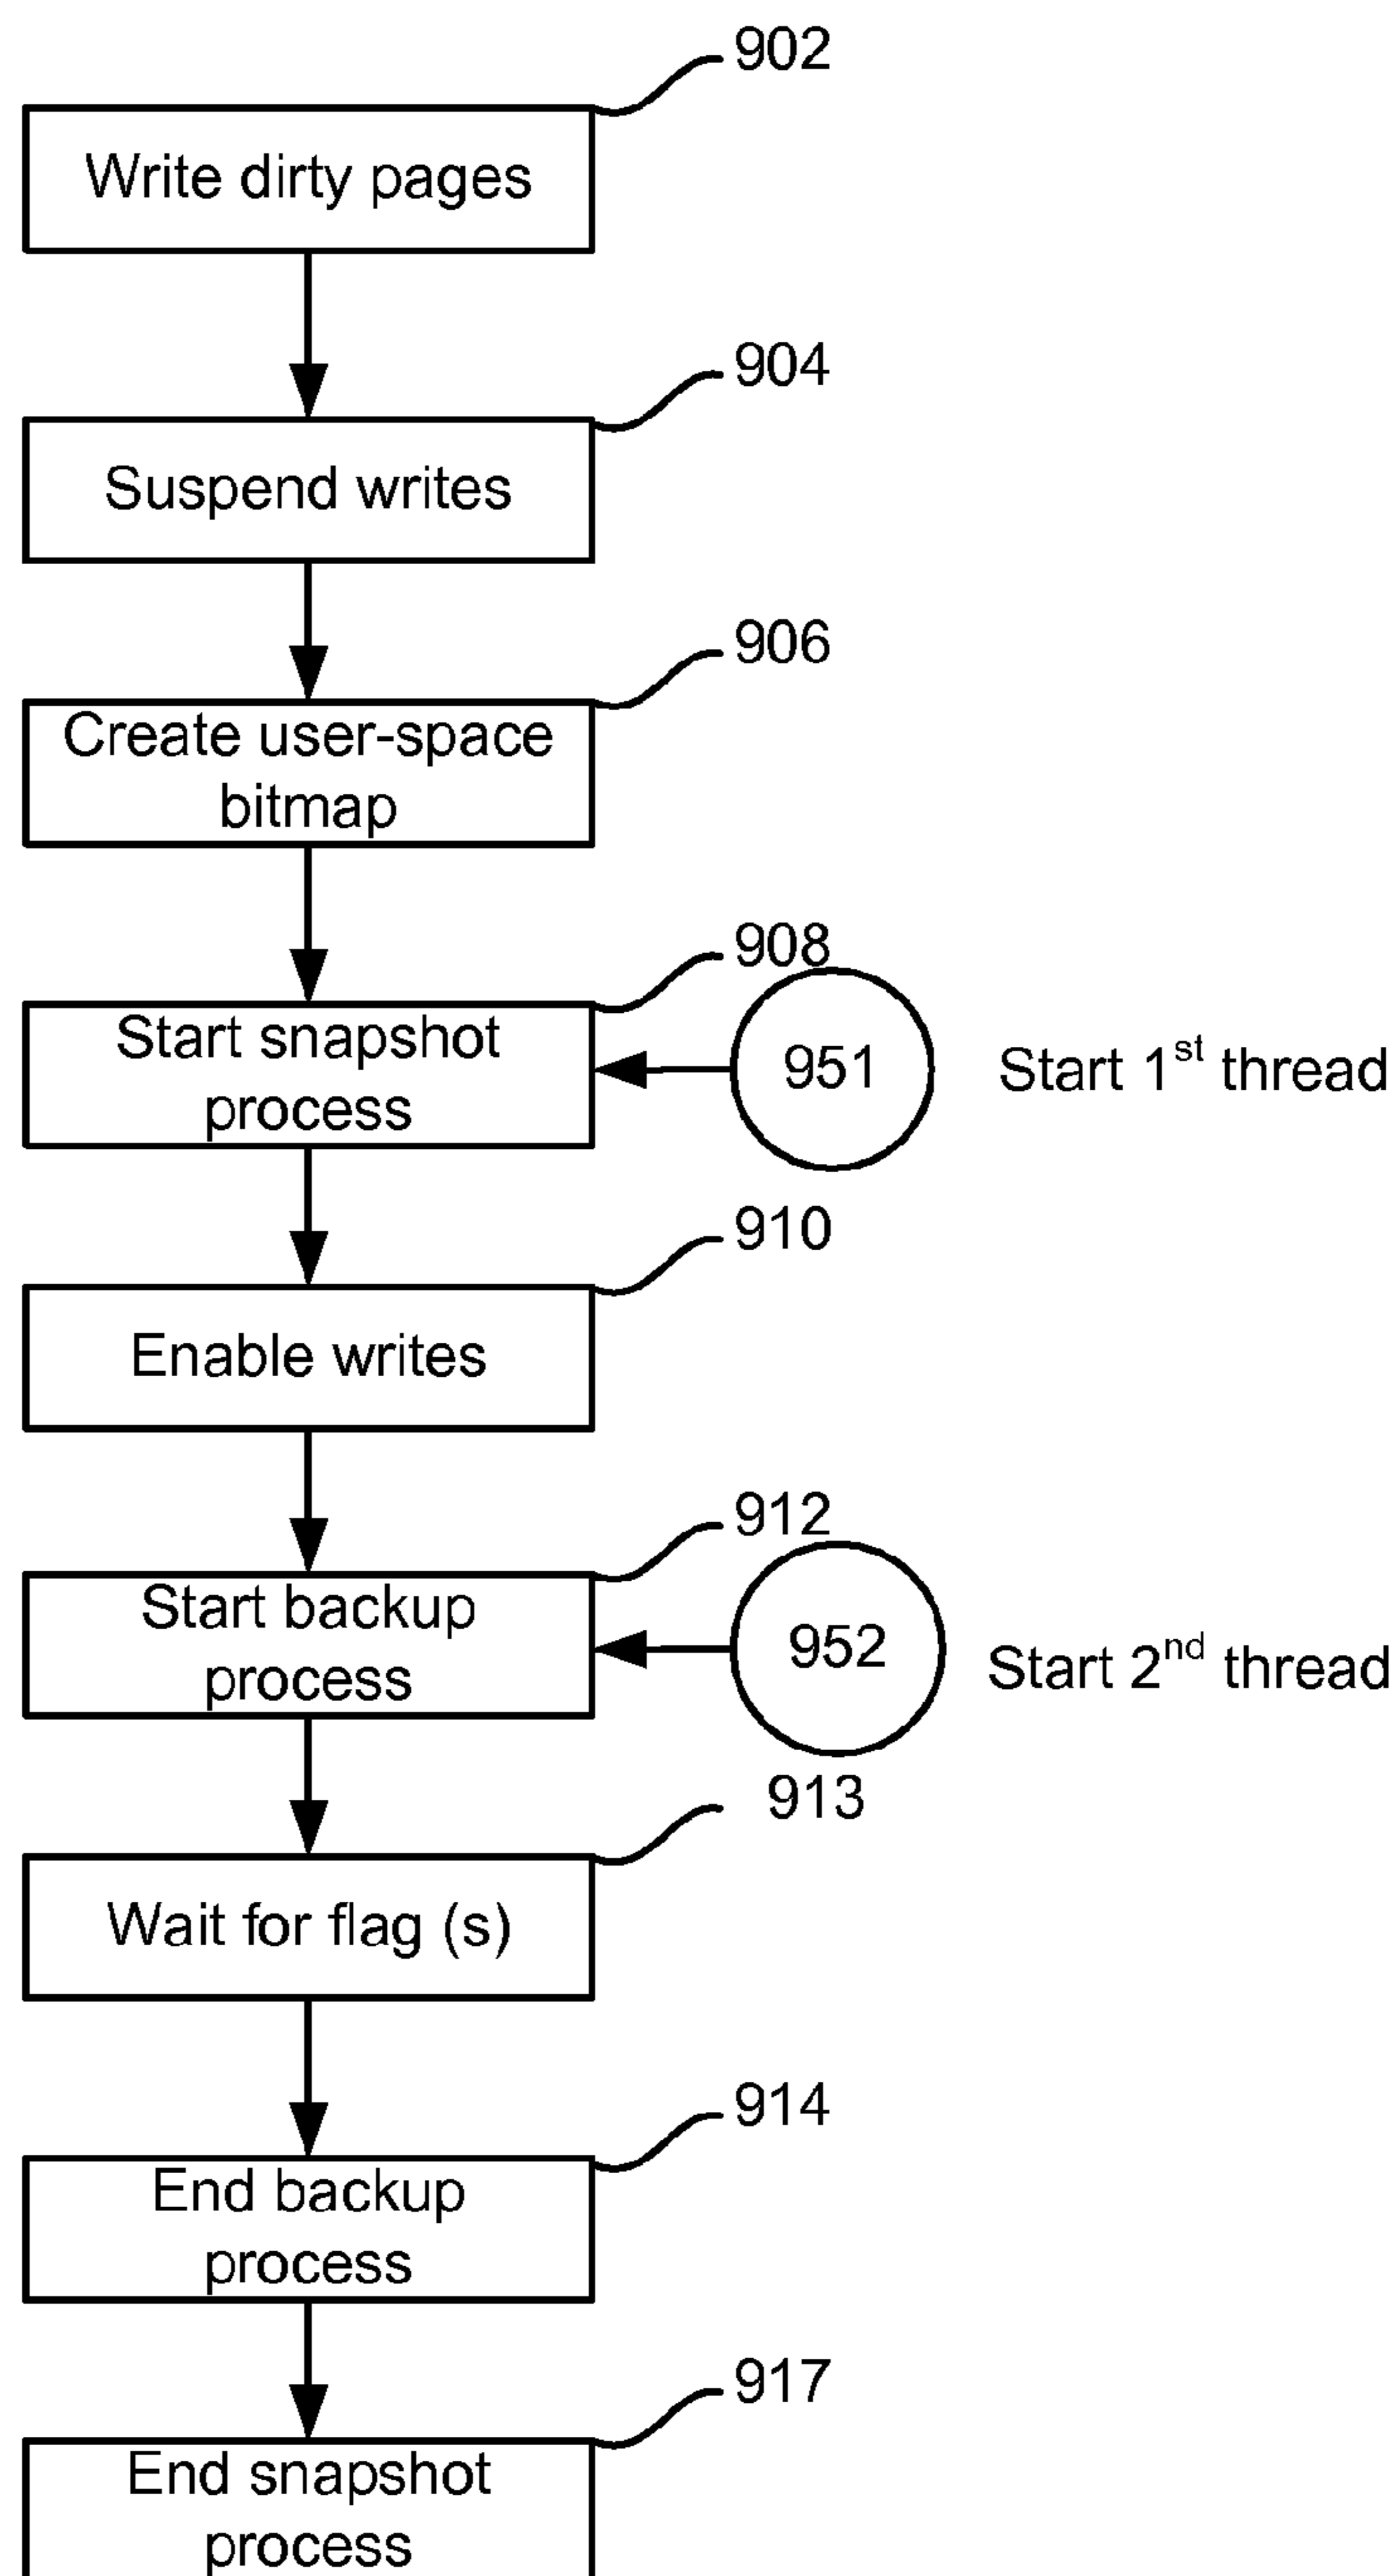 902
Write dirty pages
904
Suspend writes
906
Create user-space
bitmap
908
Start snapshot
process
951
Start 1st thread
910
Enable writes
912
Start backup
process
952
Start 2nd thread
913
Wait for flag (s)
914
End backup
process
917
End snapshot
process